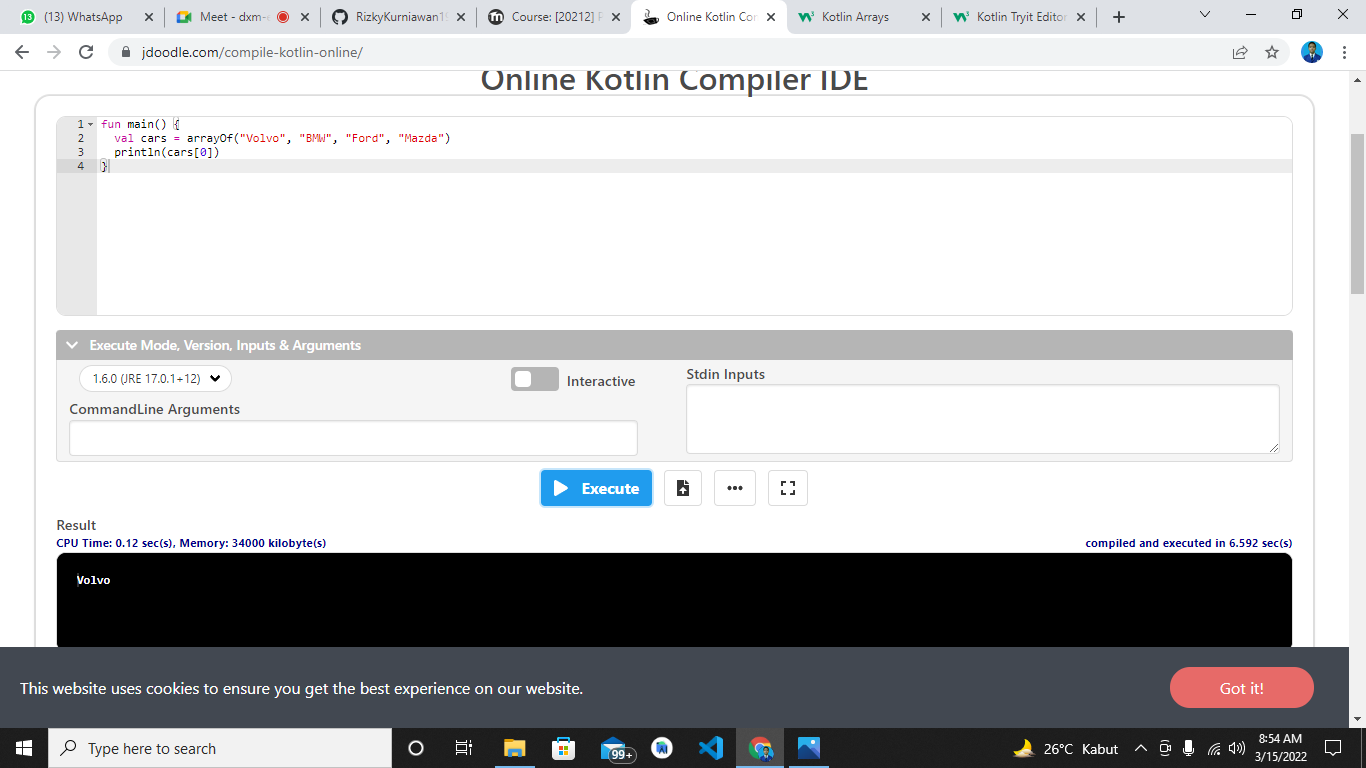 (13) WhatsApp
Meet - dxm-
RizkyKurniawan1
Course: [20212] P
Online Kotlin Cor
Kotlin Arrays
Kotlin Tryit Editor
jdoodle.com/compile-kotlin-online/
Online Kotlin Compiler IDE
1 fun main() {
2 val cars = arrayOf("Volvo", "BMW", "Ford", "Mazda")
3 println(cars[0])
4 }
Execute Mode, Version, Inputs & Arguments
1.6.0 (JRE 17.0.1+12)
Interactive
Stdin Inputs
CommandLine Arguments
Execute
Result
CPU Time: 0.12 sec(s), Memory: 34000 kilobyte(s)
compiled and executed in 6.592 sec(s)
Volvo
This website uses cookies to ensure you get the best experience on our website.
Got it!
Type here to search
99+
26°C Kabut
8:54 AM
3/15/2022